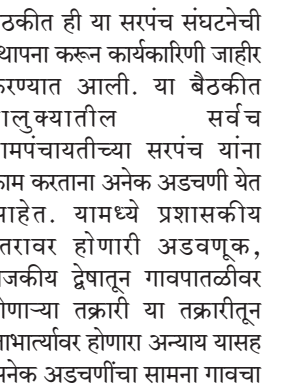 ठकीत ही या सरपंच संघटनेची
थापना करून कार्यकारिणी जाहीर
रण्यात आली. या बैठकीत
ालुक्यातील सर्वच
ामपंचायतीच्या सरपंच यांना
ाम करताना अनेक अडचणी येत
आहेत. यामध्ये प्रशासकीय
तरावर होणारी अडवणूक,
ाजकीय द्वेषातून गावपातळीवर
ोणाऱ्या तक्रारी या तक्रारीतून
ाभार्त्यावर होणारा अन्याय यासह
अनेक अडचणींचा सामना गावचा